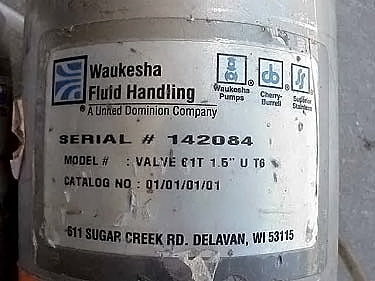 Waukesha
Fluid Handling
A United Dominion Company
Waukesha Pumps
Cherry-Burrell
Superior Stainless
SERIAL # 142084
MODEL # : VALVE 61T 1.5" U T6
CATALOG NO : 01/01/01/01
611 SUGAR CREEK RD. DELAVAN, WI 53115